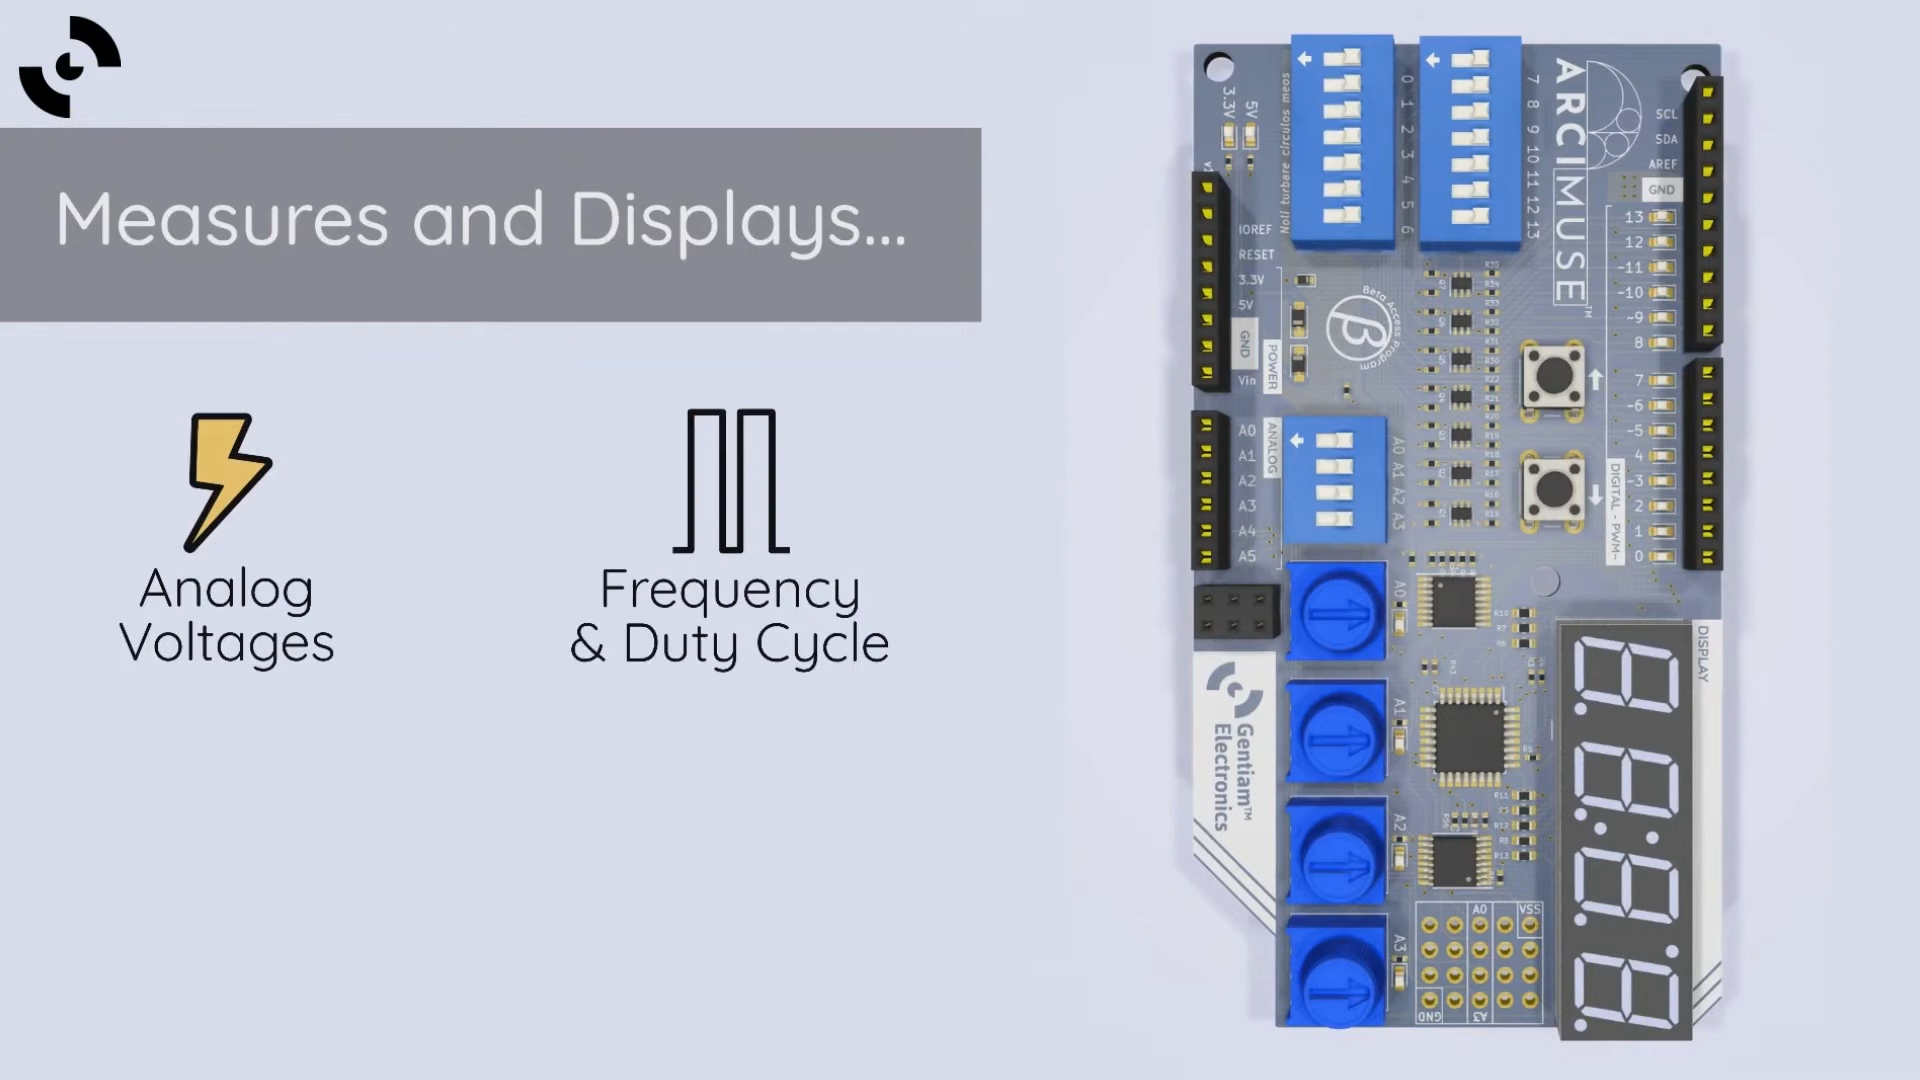 Measures and Displays...
Analog
Voltages
Frequency
& Duty Cycle
3.3V
5V
Noli turbare circulos meos
0 1 2 3 4 5 6
7 8 9 10 11 12 13
ARCIMUSE™
SCL
SDA
AREF
GND
13
12
~11
~10
~9
8
7
~6
~5
4
~3
2
1
0
DIGITAL - PWM~
IOREF
RESET
3.3V
5V
GND
Vin
POWER
Beta Access Program
β
A0
A1
A2
A3
A4
A5
ANALOG
A0 A1 A2 A3
A0
A1
A2
A3
Gentiam™
Electronics
DISPLAY
A0
VSS
GND
A3